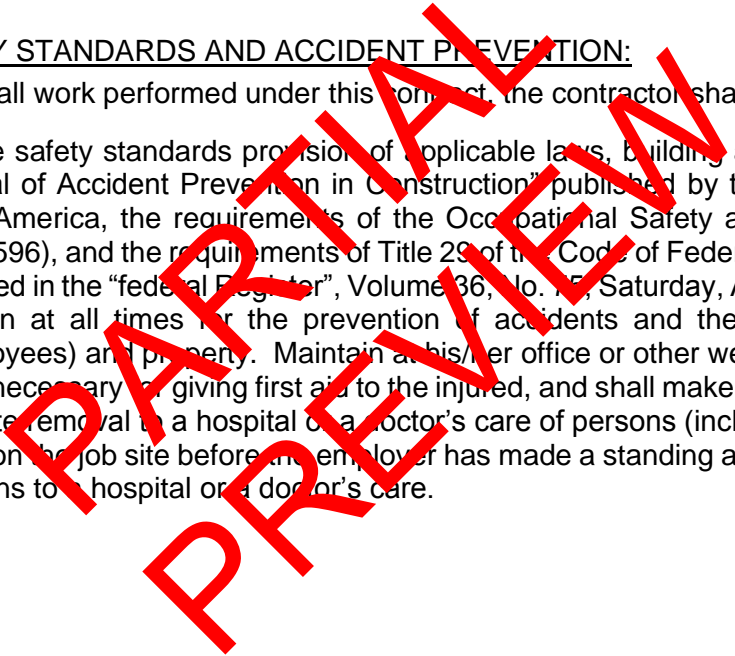 Y STANDARDS AND ACCIDENT PREVENTION:
all work performed under this contract, the contractor sha
e safety standards provision of applicable laws, building
al of Accident Prevention in Construction” published by t
America, the requirements of the Occupational Safety a
596), and the requirements of Title 29 of the Code of Fede
ed in the “federal Register”, Volume 36, No. 75, Saturday, A
n at all times for the prevention of accidents and the
oyees) and property. Maintain at his/her office or other we
necessary for giving first aid to the injured, and shall make
te removal to a hospital or a doctor’s care of persons (incl
on the job site before the employer has made a standing a
ns to a hospital or a doctor’s care.
PARTIAL
PREVIEW